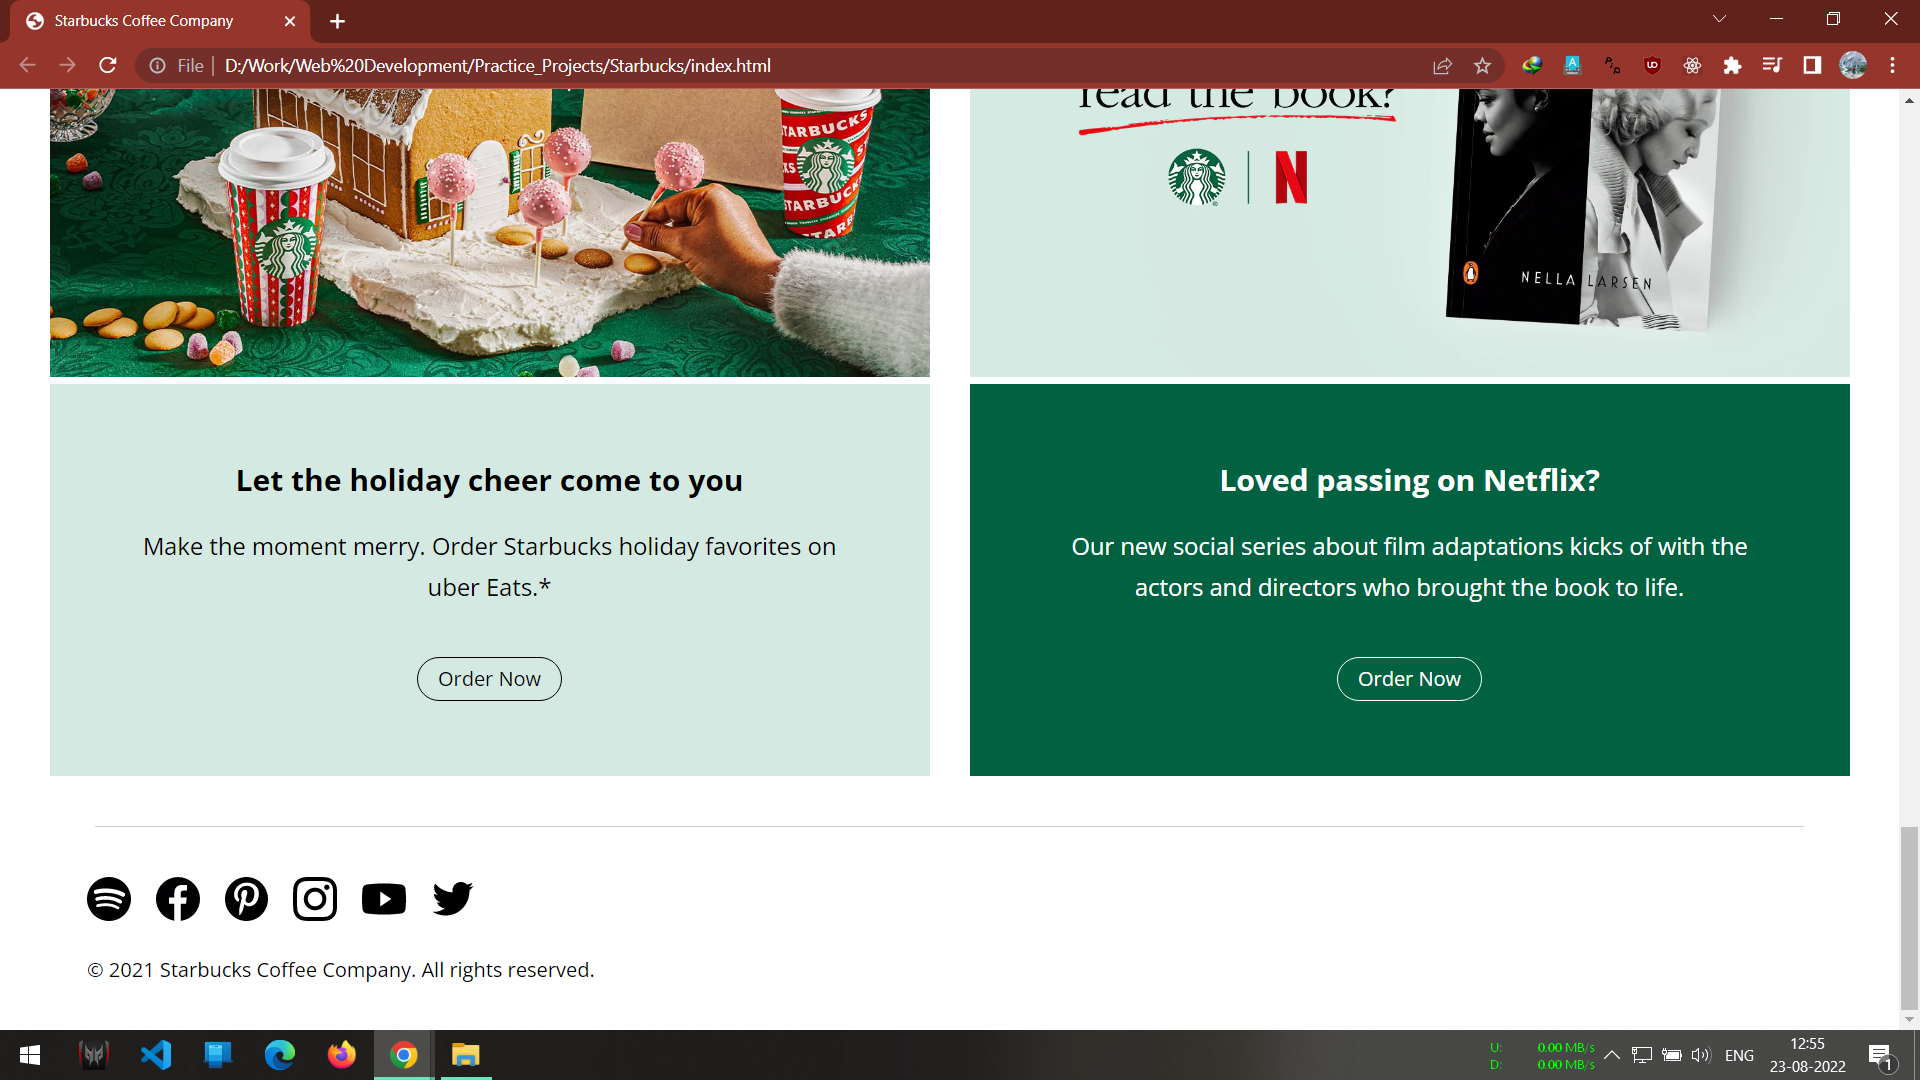 Starbucks Coffee Company
File
D:/Work/Web%20Development/Practice_Projects/Starbucks/index.html
read the book?
STARBUCKS
STARBUCKS
N
NELLA LARSEN
Let the holiday cheer come to you
Make the moment merry. Order Starbucks holiday favorites on
uber Eats.*
Order Now
Loved passing on Netflix?
Our new social series about film adaptations kicks of with the
actors and directors who brought the book to life.
Order Now
© 2021 Starbucks Coffee Company. All rights reserved.
U: 0.00 MB/s
D: 0.00 MB/s
ENG
12:55
23-08-2022
1